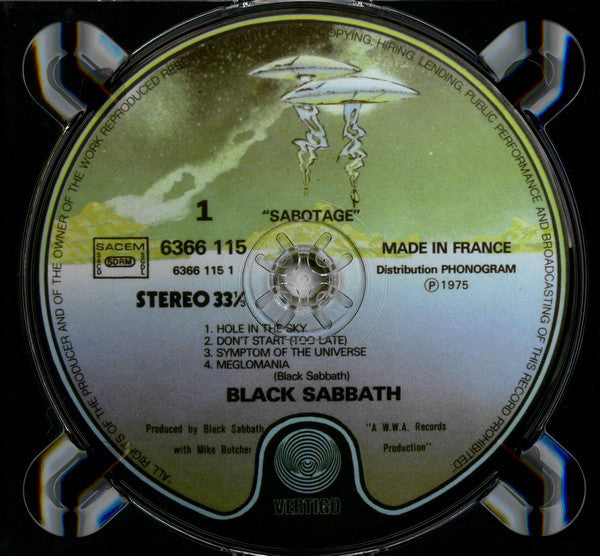 ALL RIGHTS OF THE PRODUCER AND OF THE OWNER OF THE WORK REPRODUCED RESERVED COPYING, HIRING, LENDING, PUBLIC PERFORMANCE AND BROADCASTING OF THIS RECORD PROHIBITED
1
"SABOTAGE"
SACEM
SACD
SDRM
SGDL
6366 115
6366 115 1
MADE IN FRANCE
Distribution PHONOGRAM
Ⓟ 1975
STEREO 33⅓
1. HOLE IN THE SKY
2. DON'T START (TOO LATE)
3. SYMPTOM OF THE UNIVERSE
4. MEGLOMANIA
(Black Sabbath)
BLACK SABBATH
Produced by Black Sabbath
with Mike Butcher
"A W.W.A. Records
Production"
VERTIGO